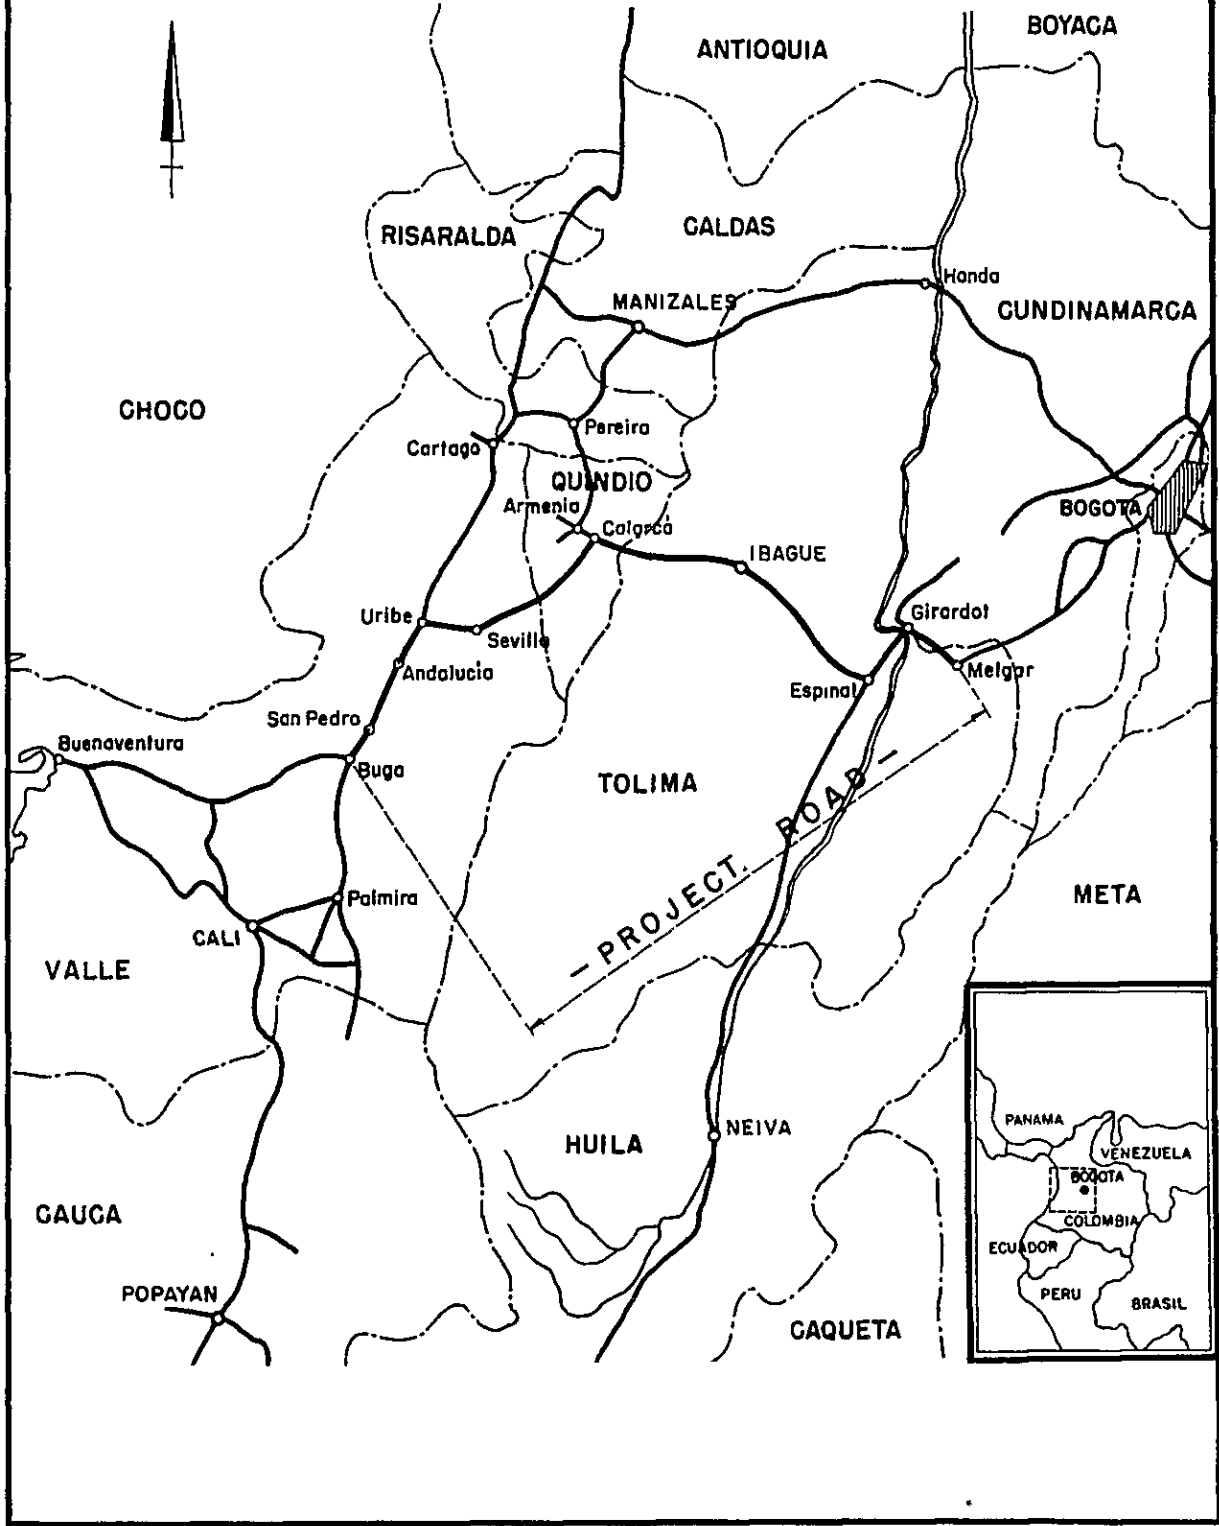 BOYACA
ANTIOQUIA
RISARALDA
CALDAS
Honda
MANIZALES
CUNDINAMARCA
CHOCO
Pereira
Cartago
QUINDIO
Armenia
BOGOTA
Calarcá
IBAGUE
Uribe
Girardot
Sevilla
Andalucía
Melgar
Espinal
San Pedro
Buenaventura
Buga
TOLIMA
— PROJECT ROAD —
Palmira
META
CALI
VALLE
NEIVA
HUILA
CAUCA
POPAYAN
CAQUETA
PANAMA
VENEZUELA
BOGOTA
COLOMBIA
ECUADOR
PERU
BRASIL